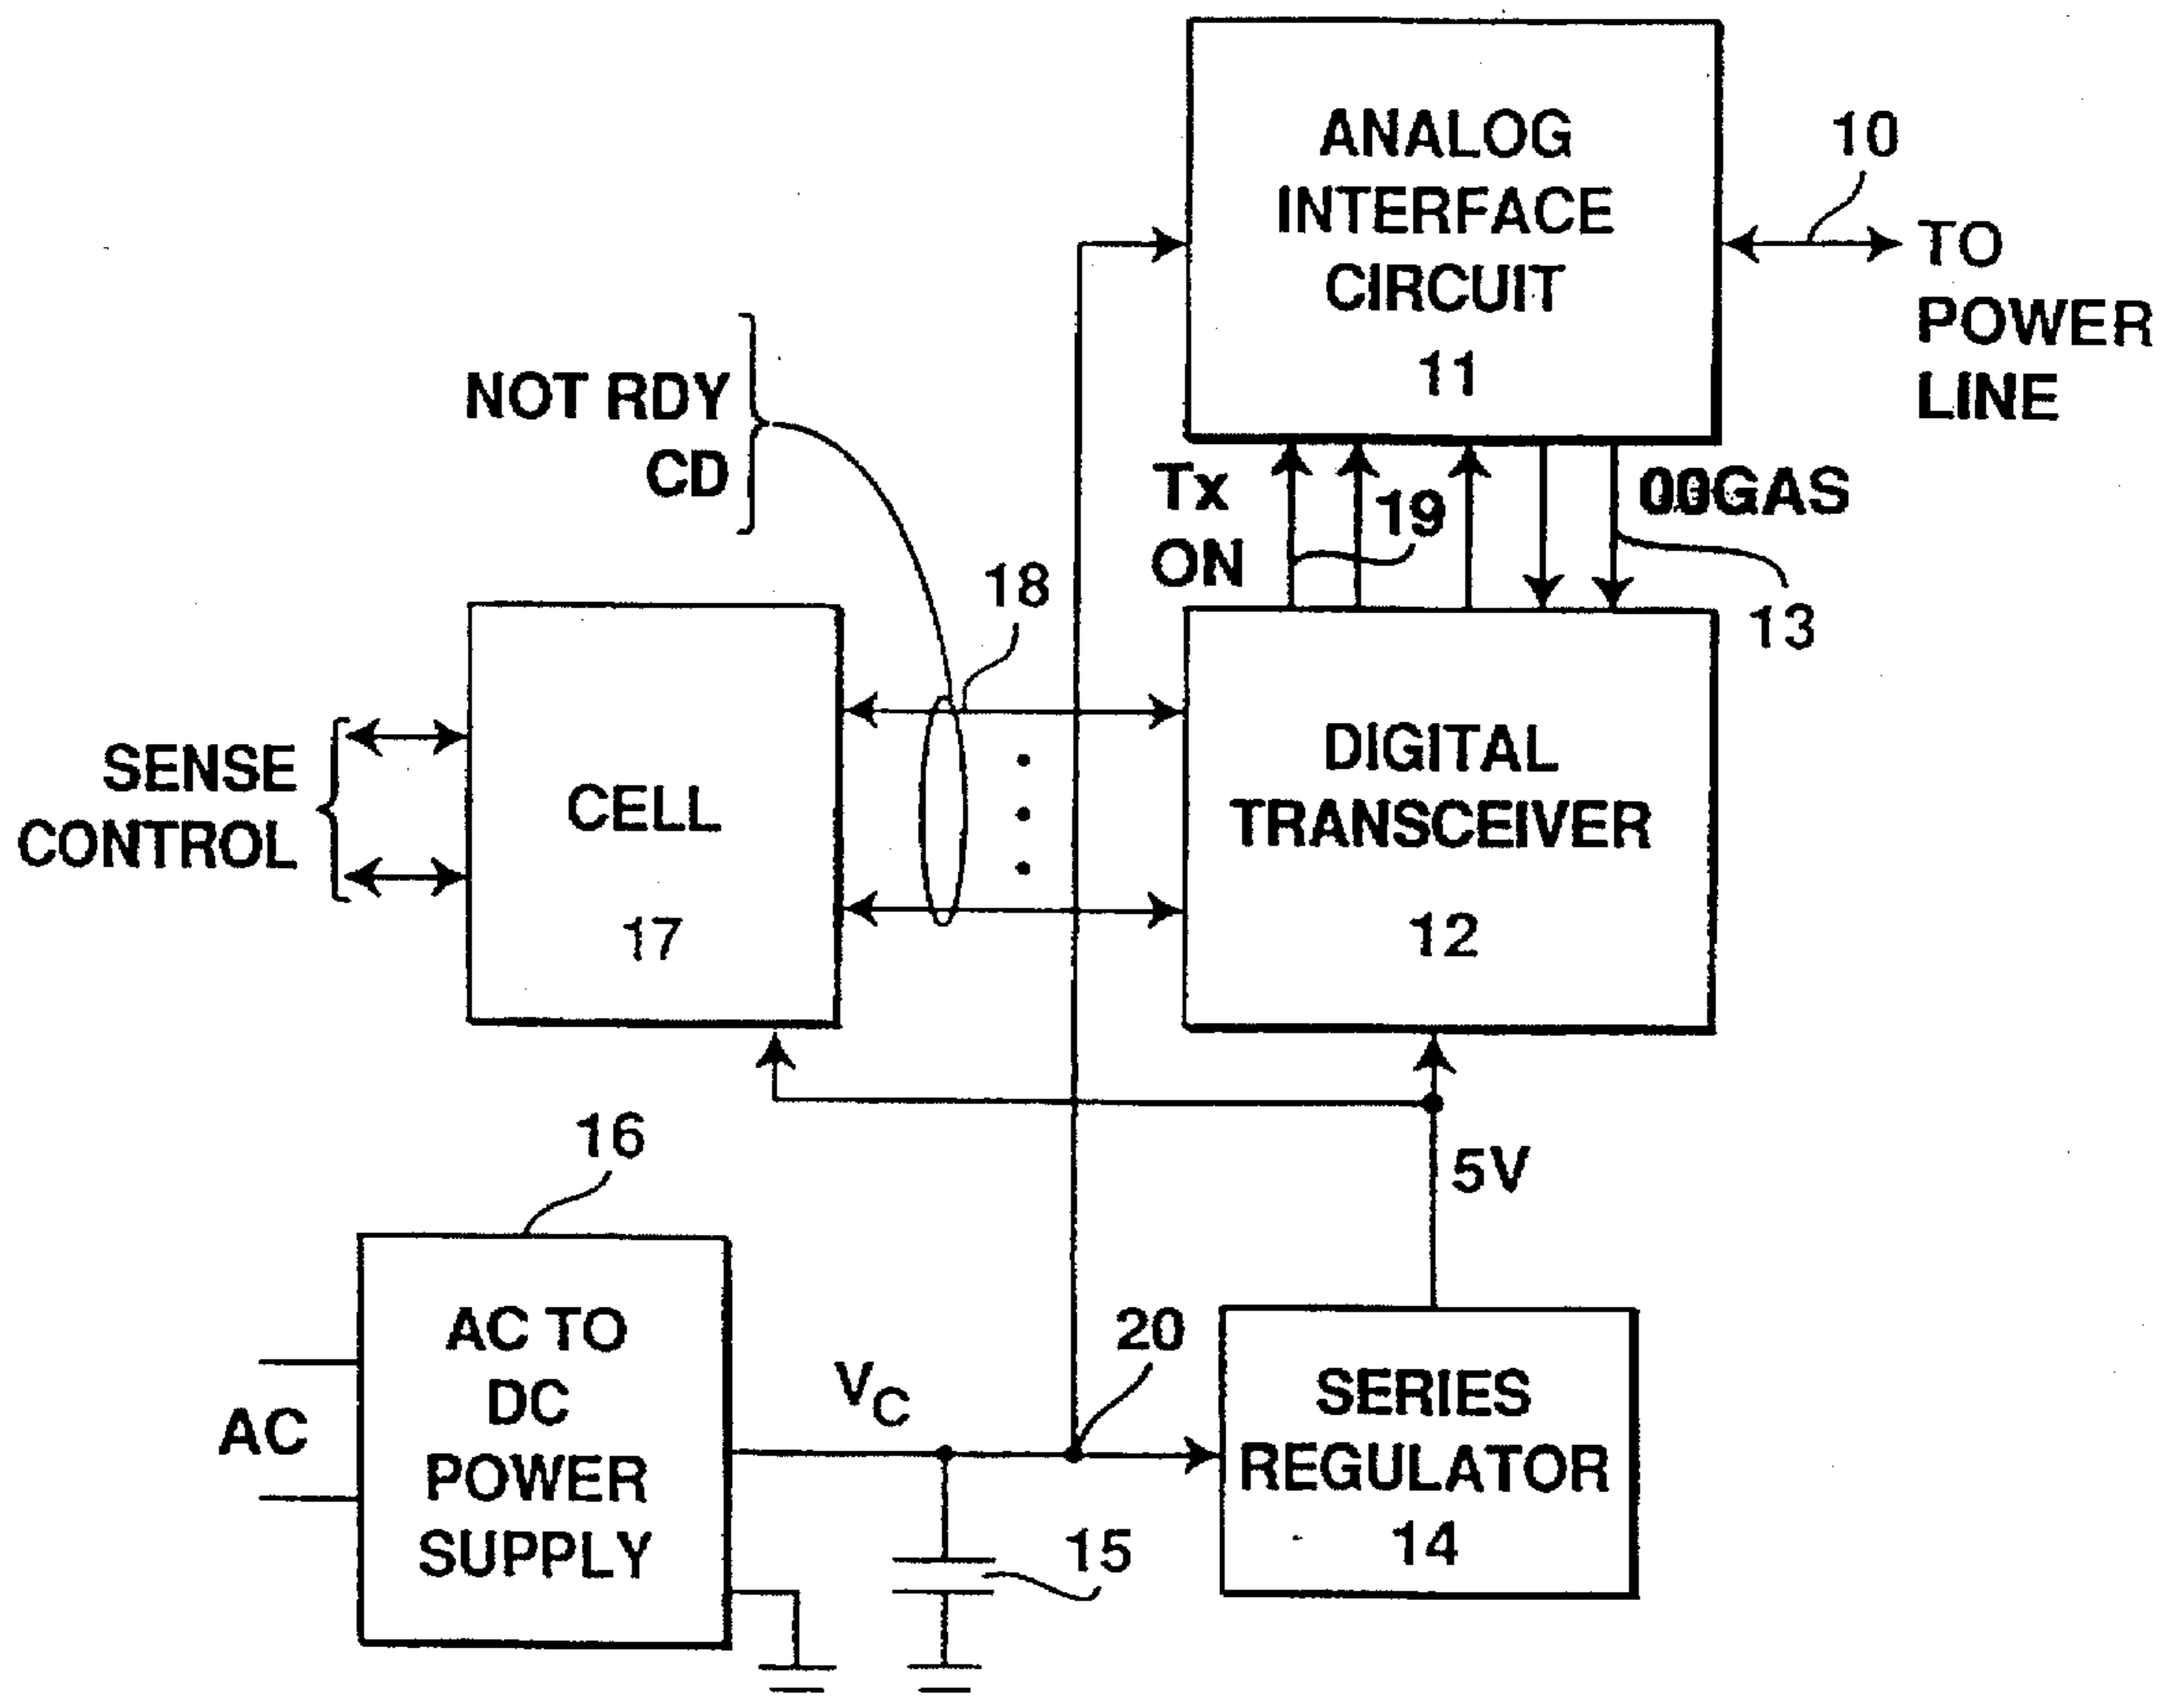 ANALOG
INTERFACE
CIRCUIT
11
10
TO
POWER
LINE
NOT RDY
CD
Tx
ON
19
13
18
SENSE
CONTROL
CELL
17
DIGITAL
TRANSCEIVER
12
5V
16
AC TO
DC
POWER
SUPPLY
AC
VC
20
15
SERIES
REGULATOR
14